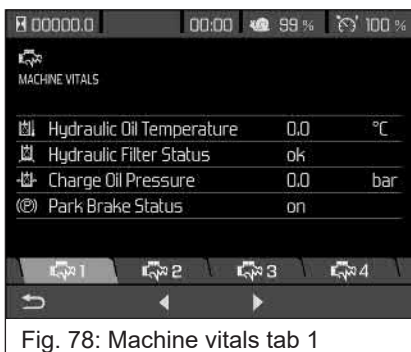 00000.0 00:00 99 % 100 %
MACHINE VITALS
Hydraulic Oil Temperature 0.0 °C
Hydraulic Filter Status ok
Charge Oil Pressure 0.0 bar
(P) Park Brake Status on
1 2 3 4
Fig. 78: Machine vitals tab 1